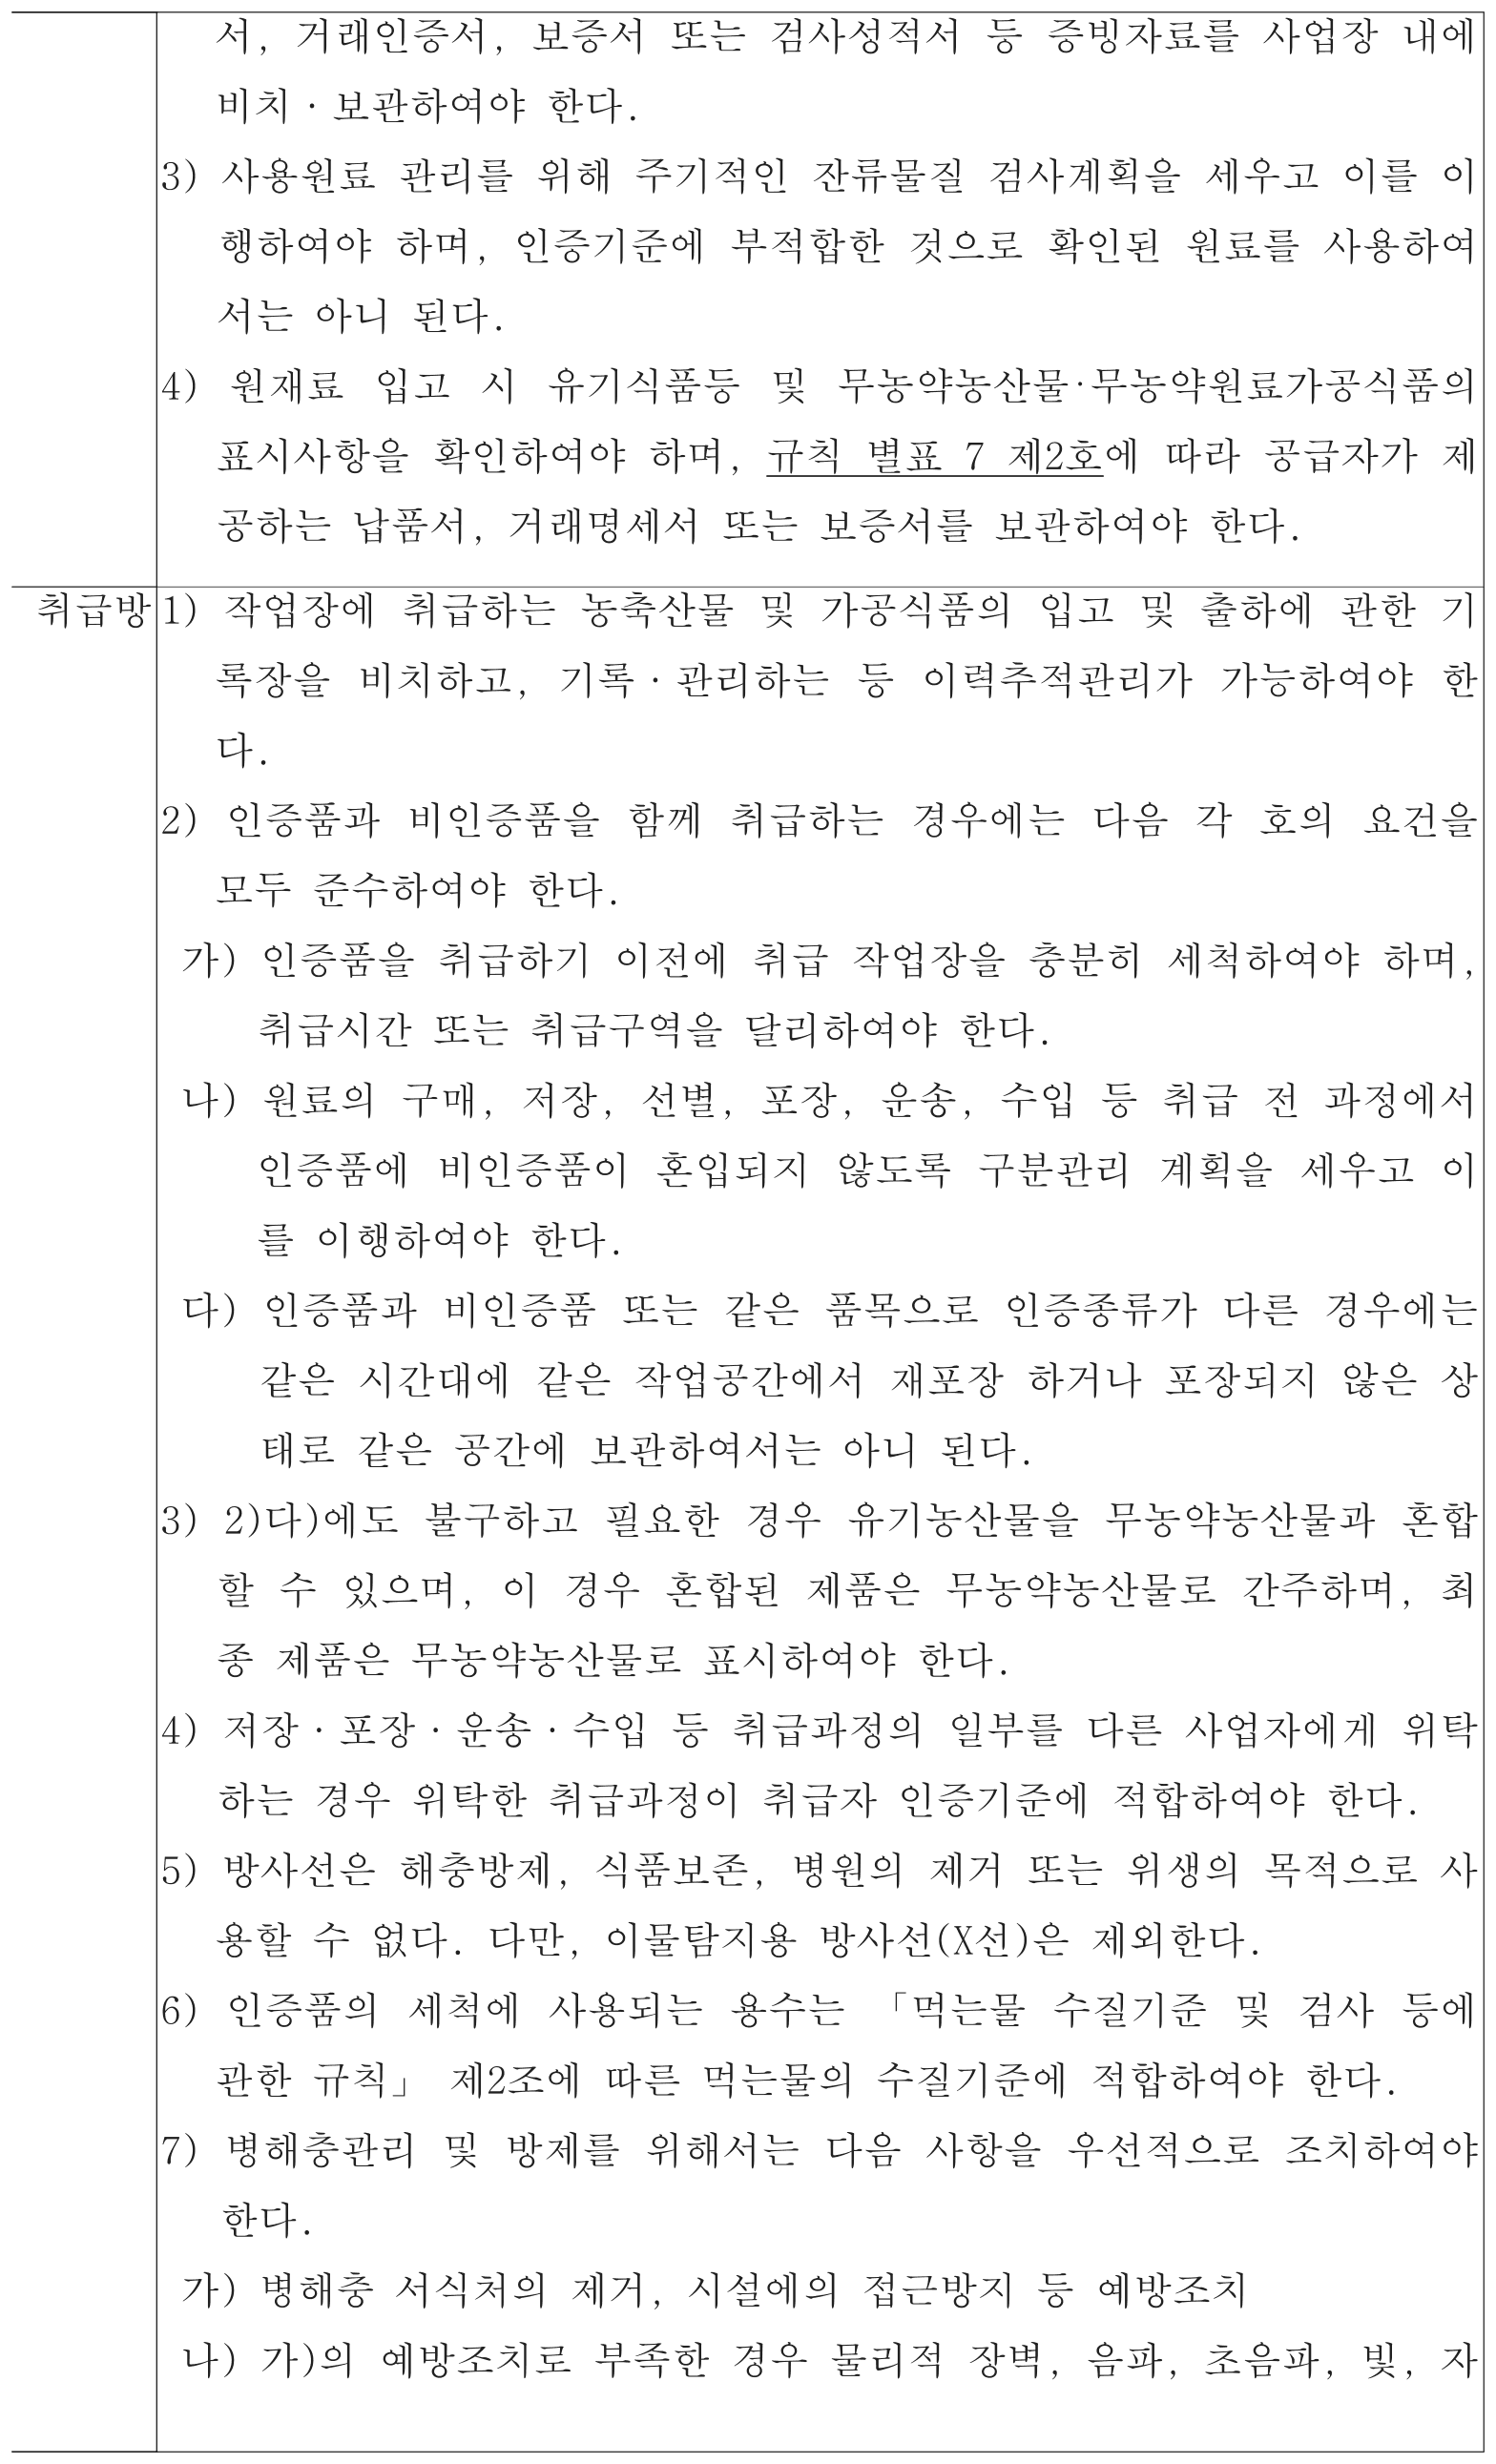 서, 거래인증서, 보증서 또는 검사성적서 등 증빙자료를 사업장 내에
비치·보관하여야 한다.
3) 사용원료 관리를 위해 주기적인 잔류물질 검사계획을 세우고 이를 이
행하여야 하며, 인증기준에 부적합한 것으로 확인된 원료를 사용하여
서는 아니 된다.
4) 원재료 입고 시 유기식품등 및 무농약농산물·무농약원료가공식품의
표시사항을 확인하여야 하며, 규칙 별표 7 제2호에 따라 공급자가 제
공하는 납품서, 거래명세서 또는 보증서를 보관하여야 한다.
취급방 1) 작업장에 취급하는 농축산물 및 가공식품의 입고 및 출하에 관한 기
록장을 비치하고, 기록·관리하는 등 이력추적관리가 가능하여야 한
다.
2) 인증품과 비인증품을 함께 취급하는 경우에는 다음 각 호의 요건을
모두 준수하여야 한다.
가) 인증품을 취급하기 이전에 취급 작업장을 충분히 세척하여야 하며,
취급시간 또는 취급구역을 달리하여야 한다.
나) 원료의 구매, 저장, 선별, 포장, 운송, 수입 등 취급 전 과정에서
인증품에 비인증품이 혼입되지 않도록 구분관리 계획을 세우고 이
를 이행하여야 한다.
다) 인증품과 비인증품 또는 같은 품목으로 인증종류가 다른 경우에는
같은 시간대에 같은 작업공간에서 재포장 하거나 포장되지 않은 상
태로 같은 공간에 보관하여서는 아니 된다.
3) 2)다)에도 불구하고 필요한 경우 유기농산물을 무농약농산물과 혼합
할 수 있으며, 이 경우 혼합된 제품은 무농약농산물로 간주하며, 최
종 제품은 무농약농산물로 표시하여야 한다.
4) 저장·포장·운송·수입 등 취급과정의 일부를 다른 사업자에게 위탁
하는 경우 위탁한 취급과정이 취급자 인증기준에 적합하여야 한다.
5) 방사선은 해충방제, 식품보존, 병원의 제거 또는 위생의 목적으로 사
용할 수 없다. 다만, 이물탐지용 방사선(X선)은 제외한다.
6) 인증품의 세척에 사용되는 용수는 「먹는물 수질기준 및 검사 등에
관한 규칙」 제2조에 따른 먹는물의 수질기준에 적합하여야 한다.
7) 병해충관리 및 방제를 위해서는 다음 사항을 우선적으로 조치하여야
한다.
가) 병해충 서식처의 제거, 시설에의 접근방지 등 예방조치
나) 가)의 예방조치로 부족한 경우 물리적 장벽, 음파, 초음파, 빛, 자